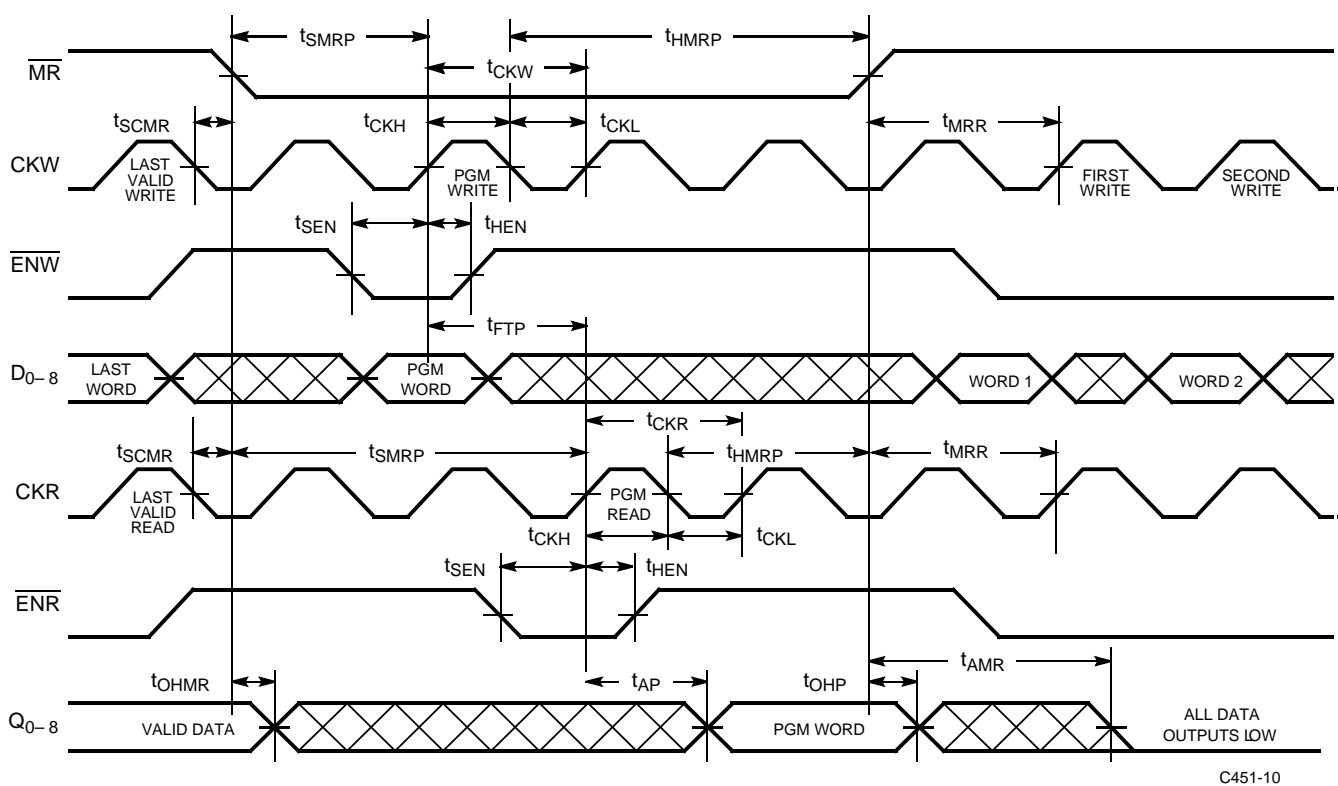 tSMRP
tHMRP
MR
tCKW
tSCMR
tCKH
tCKL
tMRR
CKW
LAST
VALID
WRITE
PGM
WRITE
FIRST
WRITE
SECOND
WRITE
tSEN
tHEN
ENW
tFTP
D0–8
LAST
WORD
PGM
WORD
WORD 1
WORD 2
tCKR
tSCMR
tSMRP
tHMRP
tMRR
CKR
LAST
VALID
READ
PGM
READ
tCKH
tCKL
tSEN
tHEN
ENR
tAMR
tOHMR
tAP
tOHP
Q0–8
VALID DATA
PGM WORD
ALL DATA
OUTPUTS LOW
C451-10